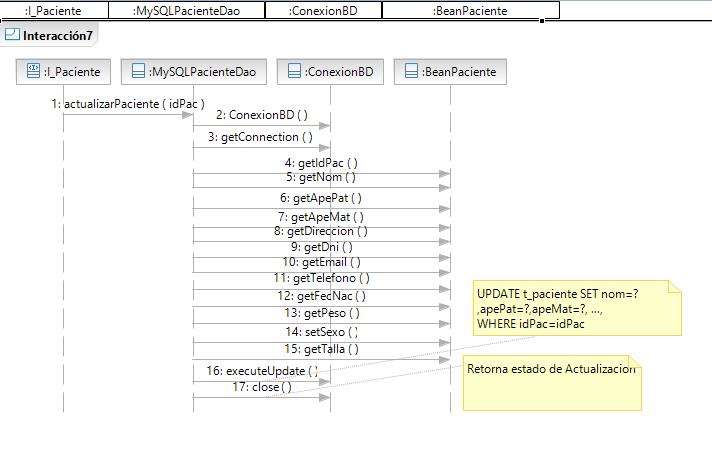 :I_Paciente
:MySQLPacienteDao
:ConexionBD
:BeanPaciente
Interacción7
:I_Paciente
:MySQLPacienteDao
:ConexionBD
:BeanPaciente
1: actualizarPaciente ( idPac )
2: ConexionBD ( )
3: getConnection ( )
4: getIdPac ( )
5: getNom ( )
6: getApePat ( )
7: getApeMat ( )
8: getDireccion ( )
9: getDni ( )
10: getEmail ( )
11: getTelefono ( )
12: getFecNac ( )
13: getPeso ( )
14: setSexo ( )
15: getTalla ( )
UPDATE t_paciente SET nom=?
,apePat=?,apeMat=?, ...,
WHERE idPac=idPac
16: executeUpdate ( )
17: close ( )
Retorna estado de Actualizacion